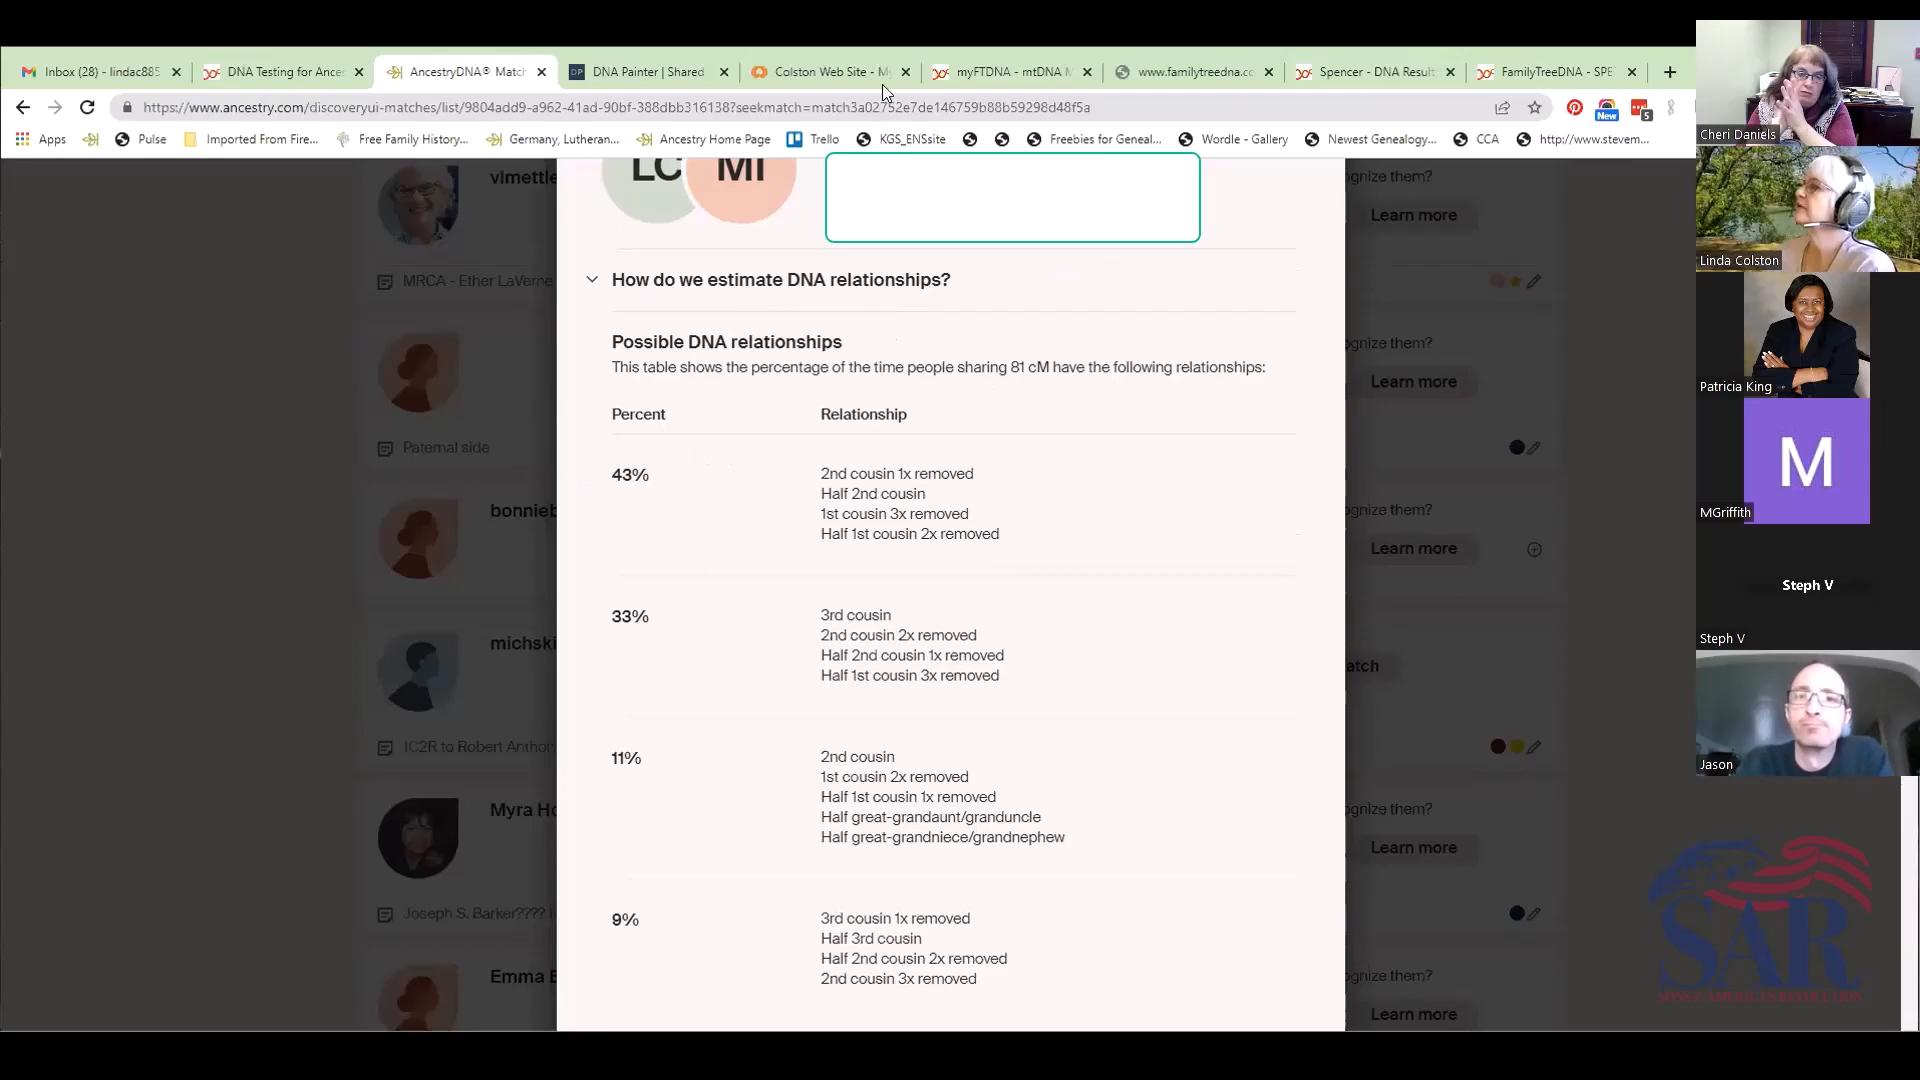 Inbox (28) - lindac885
DNA Testing for Ance
AncestryDNA® Match
DNA Painter | Shared
Colston Web Site - My
myFTDNA - mtDNA M
www.familytreedna.co
Spencer - DNA Result
FamilyTreeDNA - SPE
https://www.ancestry.com/discoveryui-matches/list/9804add9-a962-41ad-90bf-388dbb316138?seekmatch=match3a02752e7de146759b88b59298d48f5a
New
5
Apps
Pulse
Imported From Fire...
Free Family History...
Germany, Lutheran...
Ancestry Home Page
Trello
KGS_ENSsite
Freebies for Geneal...
Wordle - Gallery
Newest Genealogy...
CCA
http://www.stevem...
LC MI
How do we estimate DNA relationships?
Possible DNA relationships
This table shows the percentage of the time people sharing 81 cM have the following relationships:
Percent Relationship
43% 2nd cousin 1x removed
Half 2nd cousin
1st cousin 3x removed
Half 1st cousin 2x removed
33% 3rd cousin
2nd cousin 2x removed
Half 2nd cousin 1x removed
Half 1st cousin 3x removed
11% 2nd cousin
1st cousin 2x removed
Half 1st cousin 1x removed
Half great-grandaunt/granduncle
Half great-grandniece/grandnephew
9% 3rd cousin 1x removed
Half 3rd cousin
Half 2nd cousin 2x removed
2nd cousin 3x removed
vlmettle
MRCA - Ether LaVerne
Paternal side
bonnieb
michski
1C2R to Robert Anthon
Myra Ho
Joseph S. Barker????
Emma B
gnize them?
Learn more
gnize them?
Learn more
gnize them?
Learn more
atch
gnize them?
Learn more
gnize them?
Learn more
Cheri Daniels
Linda Colston
Patricia King
M
MGriffith
Steph V
Steph V
Jason
SAR
SONS OF THE AMERICAN REVOLUTION